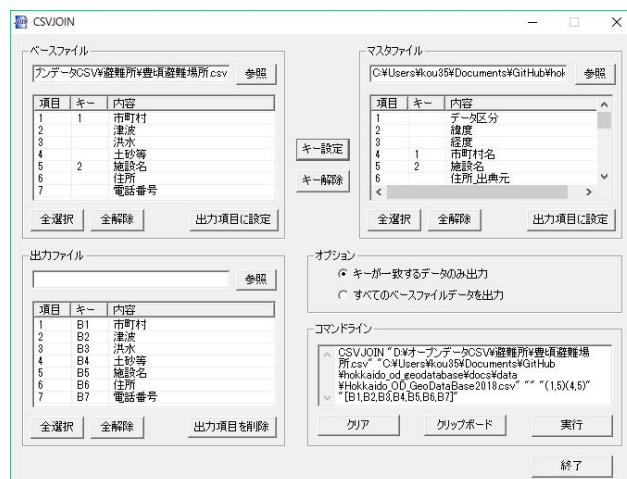 CSVJOIN
ベースファイル
プンデータCSV¥避難所¥豊頃避難場所.csv 参照
項目 キー 内容
1 1 市町村
2 津波
3 洪水
4 土砂等
5 2 施設名
6 住所
7 電話番号
全選択 全解除 出力項目に設定
キー設定
キー解除
マスタファイル
C:¥Users¥kou35¥Documents¥GitHub¥hok 参照
項目 キー 内容
1 データ区分
2 緯度
3 経度
4 1 市町村名
5 2 施設名
6 住所_出典元
全選択 全解除 出力項目に設定
出力ファイル
参照
項目 キー 内容
1 B1 市町村
2 B2 津波
3 B3 洪水
4 B4 土砂等
5 B5 施設名
6 B6 住所
7 B7 電話番号
全選択 全解除 出力項目を削除
オプション
キーが一致するデータのみ出力
すべてのベースファイルデータを出力
コマンドライン
CSVJOIN "D:¥オープンデータCSV¥避難所¥豊頃避難場
所.csv" "C:¥Users¥kou35¥Documents¥GitHub
¥hokkaido_od_geodatabase¥docs¥data
¥Hokkaido_OD_GeoDataBase2018.csv" "" "(1,5)(4,5)"
"[B1,B2,B3,B4,B5,B6,B7]"
クリア クリップボード 実行
終了